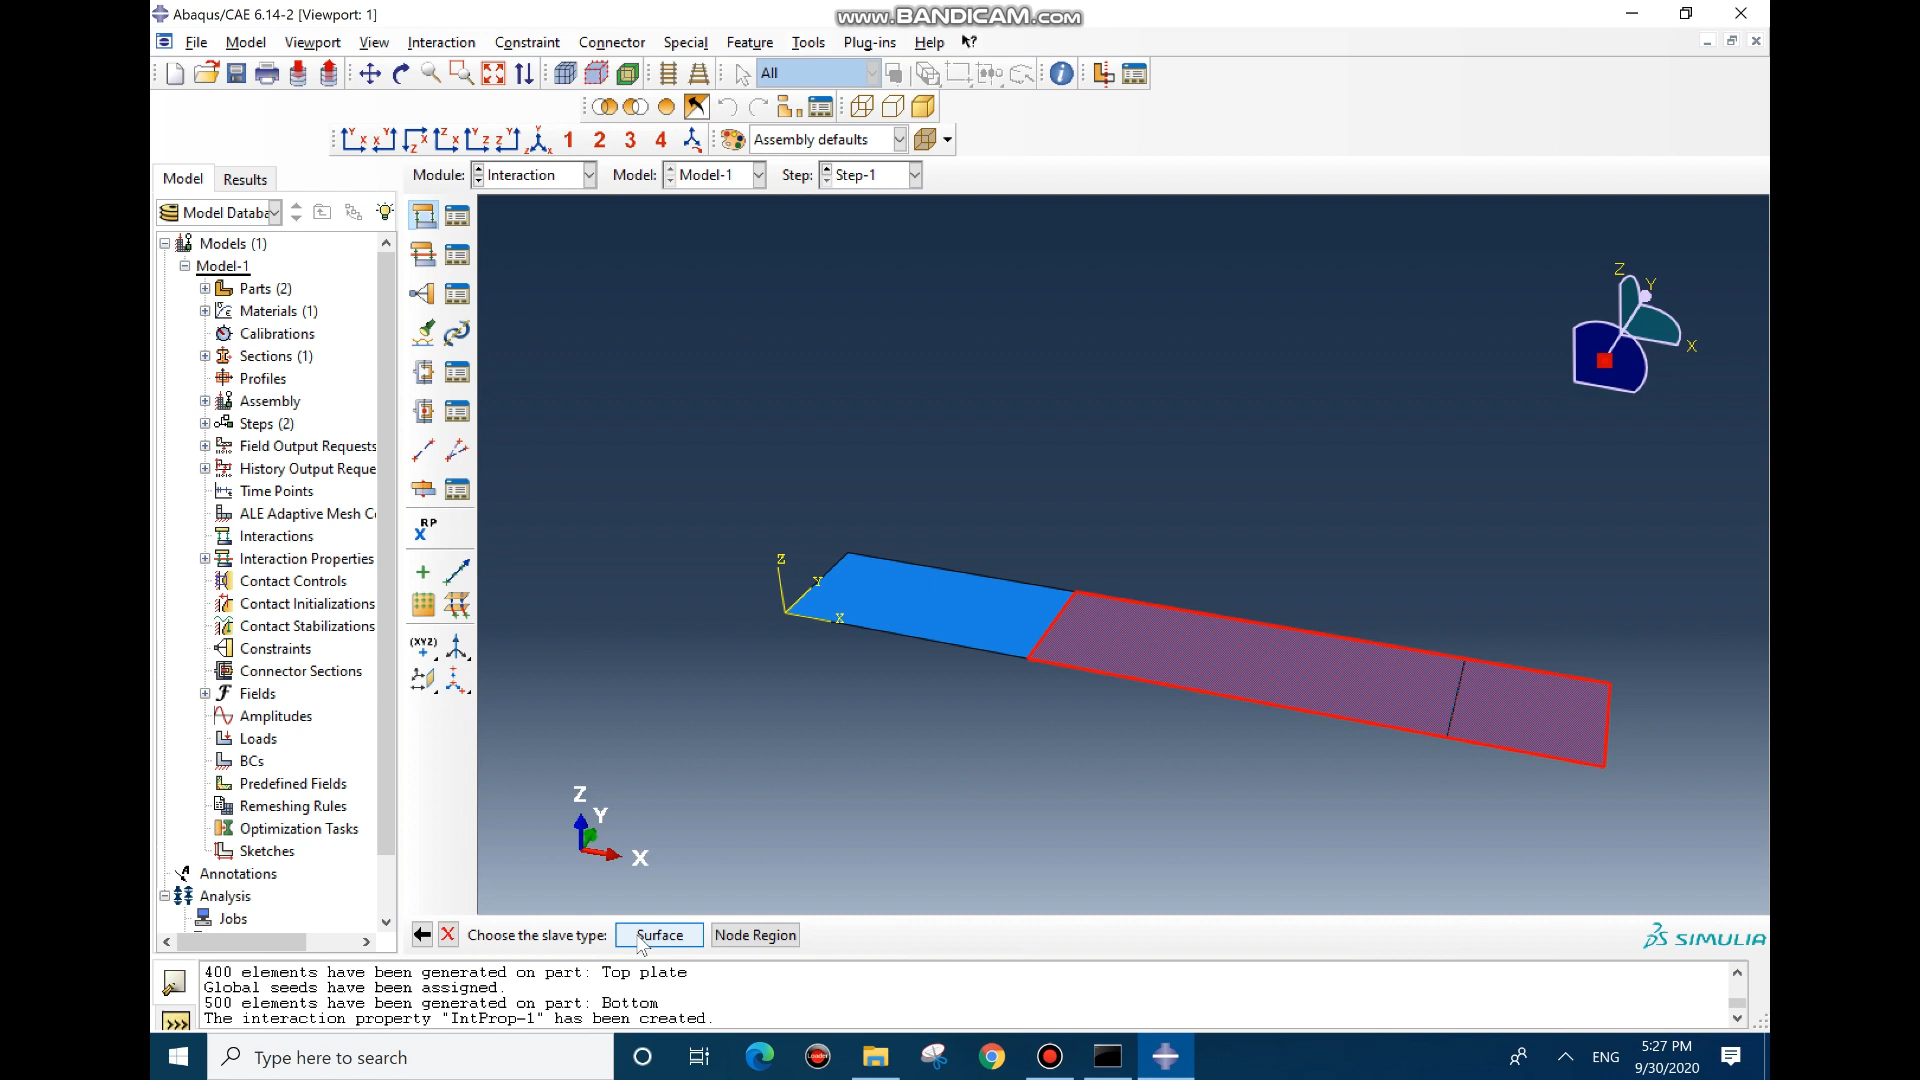 Abaqus/CAE 6.14-2 [Viewport: 1]
www.BANDICAM.com
File Model Viewport View Interaction Constraint Connector Special Feature Tools Plug-ins Help
All
1 2 3 4 Assembly defaults
Model Results
Module: Interaction Model: Model-1 Step: Step-1
Model Databa
Models (1)
Model-1
Parts (2)
Materials (1)
Calibrations
Sections (1)
Profiles
Assembly
Steps (2)
Field Output Requests
History Output Reque
Time Points
ALE Adaptive Mesh C
Interactions
Interaction Properties
Contact Controls
Contact Initializations
Contact Stabilizations
Constraints
Connector Sections
Fields
Amplitudes
Loads
BCs
Predefined Fields
Remeshing Rules
Optimization Tasks
Sketches
Annotations
Analysis
Jobs
RP
(XYZ)
Z
Y
X
Z
Y
X
Z
Y
X
Choose the slave type: Surface Node Region
SIMULIA
400 elements have been generated on part: Top plate
Global seeds have been assigned.
500 elements have been generated on part: Bottom
The interaction property "IntProp-1" has been created.
Type here to search
ENG
5:27 PM
9/30/2020